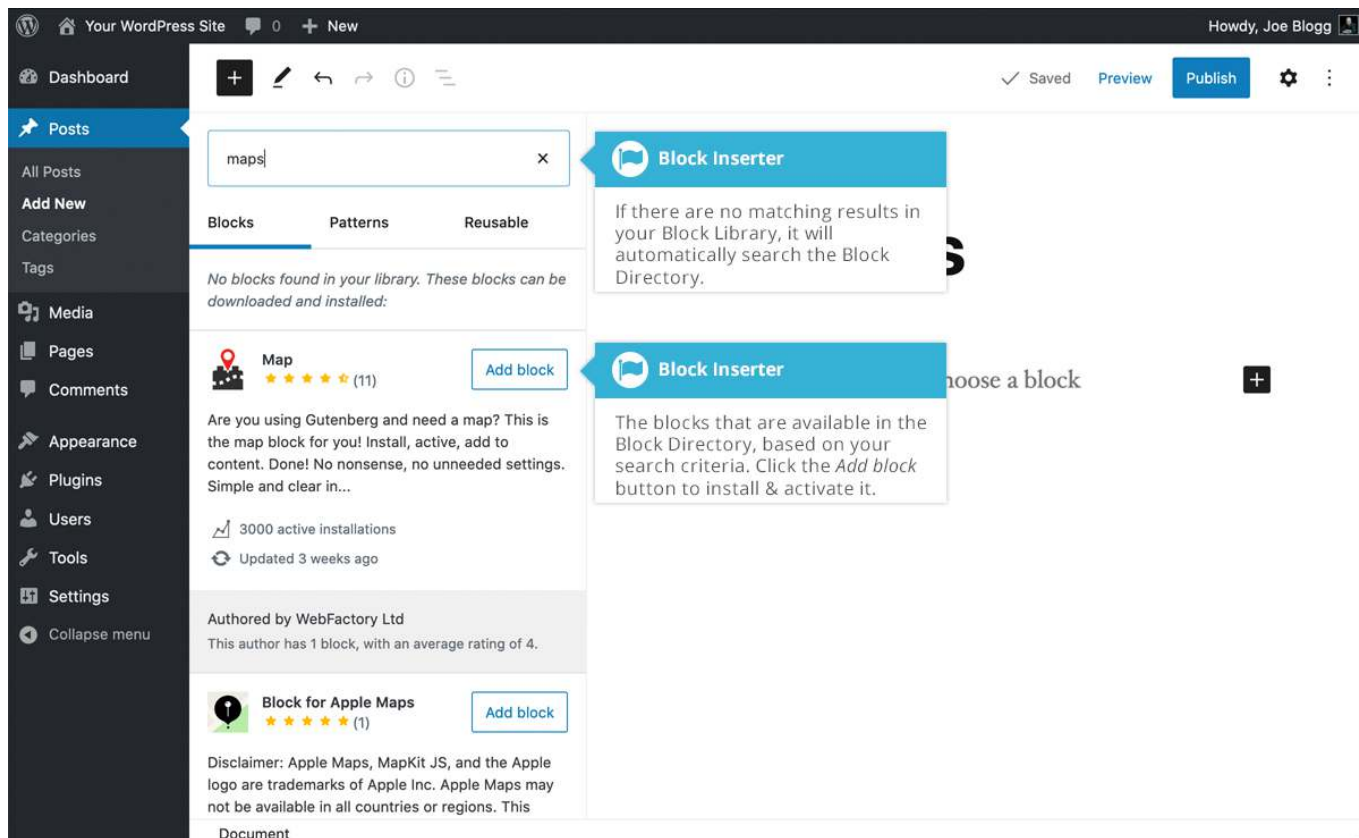 Your WordPress Site 0 New
Howdy, Joe Blogg
Dashboard
Posts
All Posts
Add New
Categories
Tags
Media
Pages
Comments
Appearance
Plugins
Users
Tools
Settings
Collapse menu
Saved Preview Publish
maps
Blocks Patterns Reusable
No blocks found in your library. These blocks can be
downloaded and installed:
Map
(11)
Add block
Are you using Gutenberg and need a map? This is
the map block for you! Install, active, add to
content. Done! No nonsense, no unneeded settings.
Simple and clear in...
3000 active installations
Updated 3 weeks ago
Authored by WebFactory Ltd
This author has 1 block, with an average rating of 4.
Block for Apple Maps
(1)
Add block
Disclaimer: Apple Maps, MapKit JS, and the Apple
logo are trademarks of Apple Inc. Apple Maps may
not be available in all countries or regions. This
Document
Block Inserter
If there are no matching results in
your Block Library, it will
automatically search the Block
Directory.
s
Block Inserter
The blocks that are available in the
Block Directory, based on your
search criteria. Click the Add block
button to install & activate it.
hoose a block